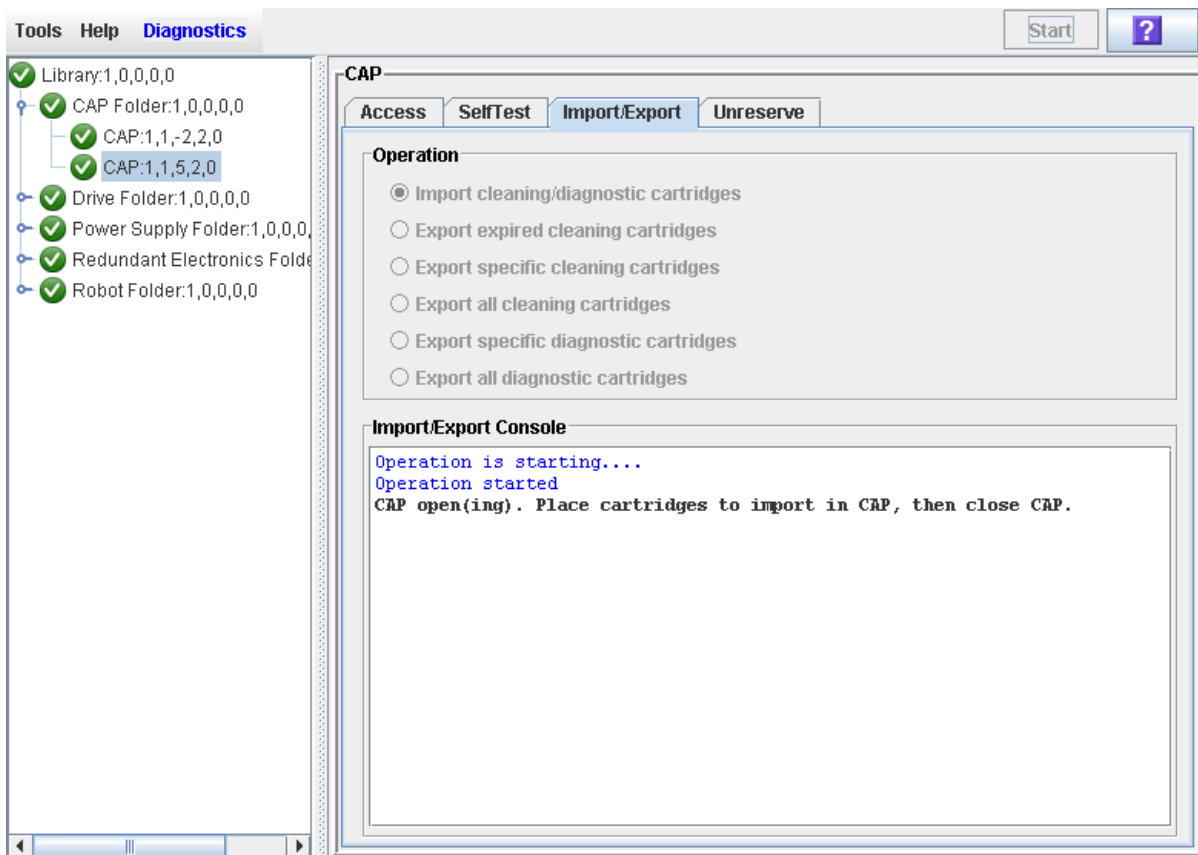 Tools Help Diagnostics
Start
?
Library:1,0,0,0,0
CAP Folder:1,0,0,0,0
CAP:1,1,-2,2,0
CAP:1,1,5,2,0
Drive Folder:1,0,0,0,0
Power Supply Folder:1,0,0,0,
Redundant Electronics Folde
Robot Folder:1,0,0,0,0
CAP
Access SelfTest Import/Export Unreserve
Operation
Import cleaning/diagnostic cartridges
Export expired cleaning cartridges
Export specific cleaning cartridges
Export all cleaning cartridges
Export specific diagnostic cartridges
Export all diagnostic cartridges
Import/Export Console
Operation is starting....
Operation started
CAP open(ing). Place cartridges to import in CAP, then close CAP.